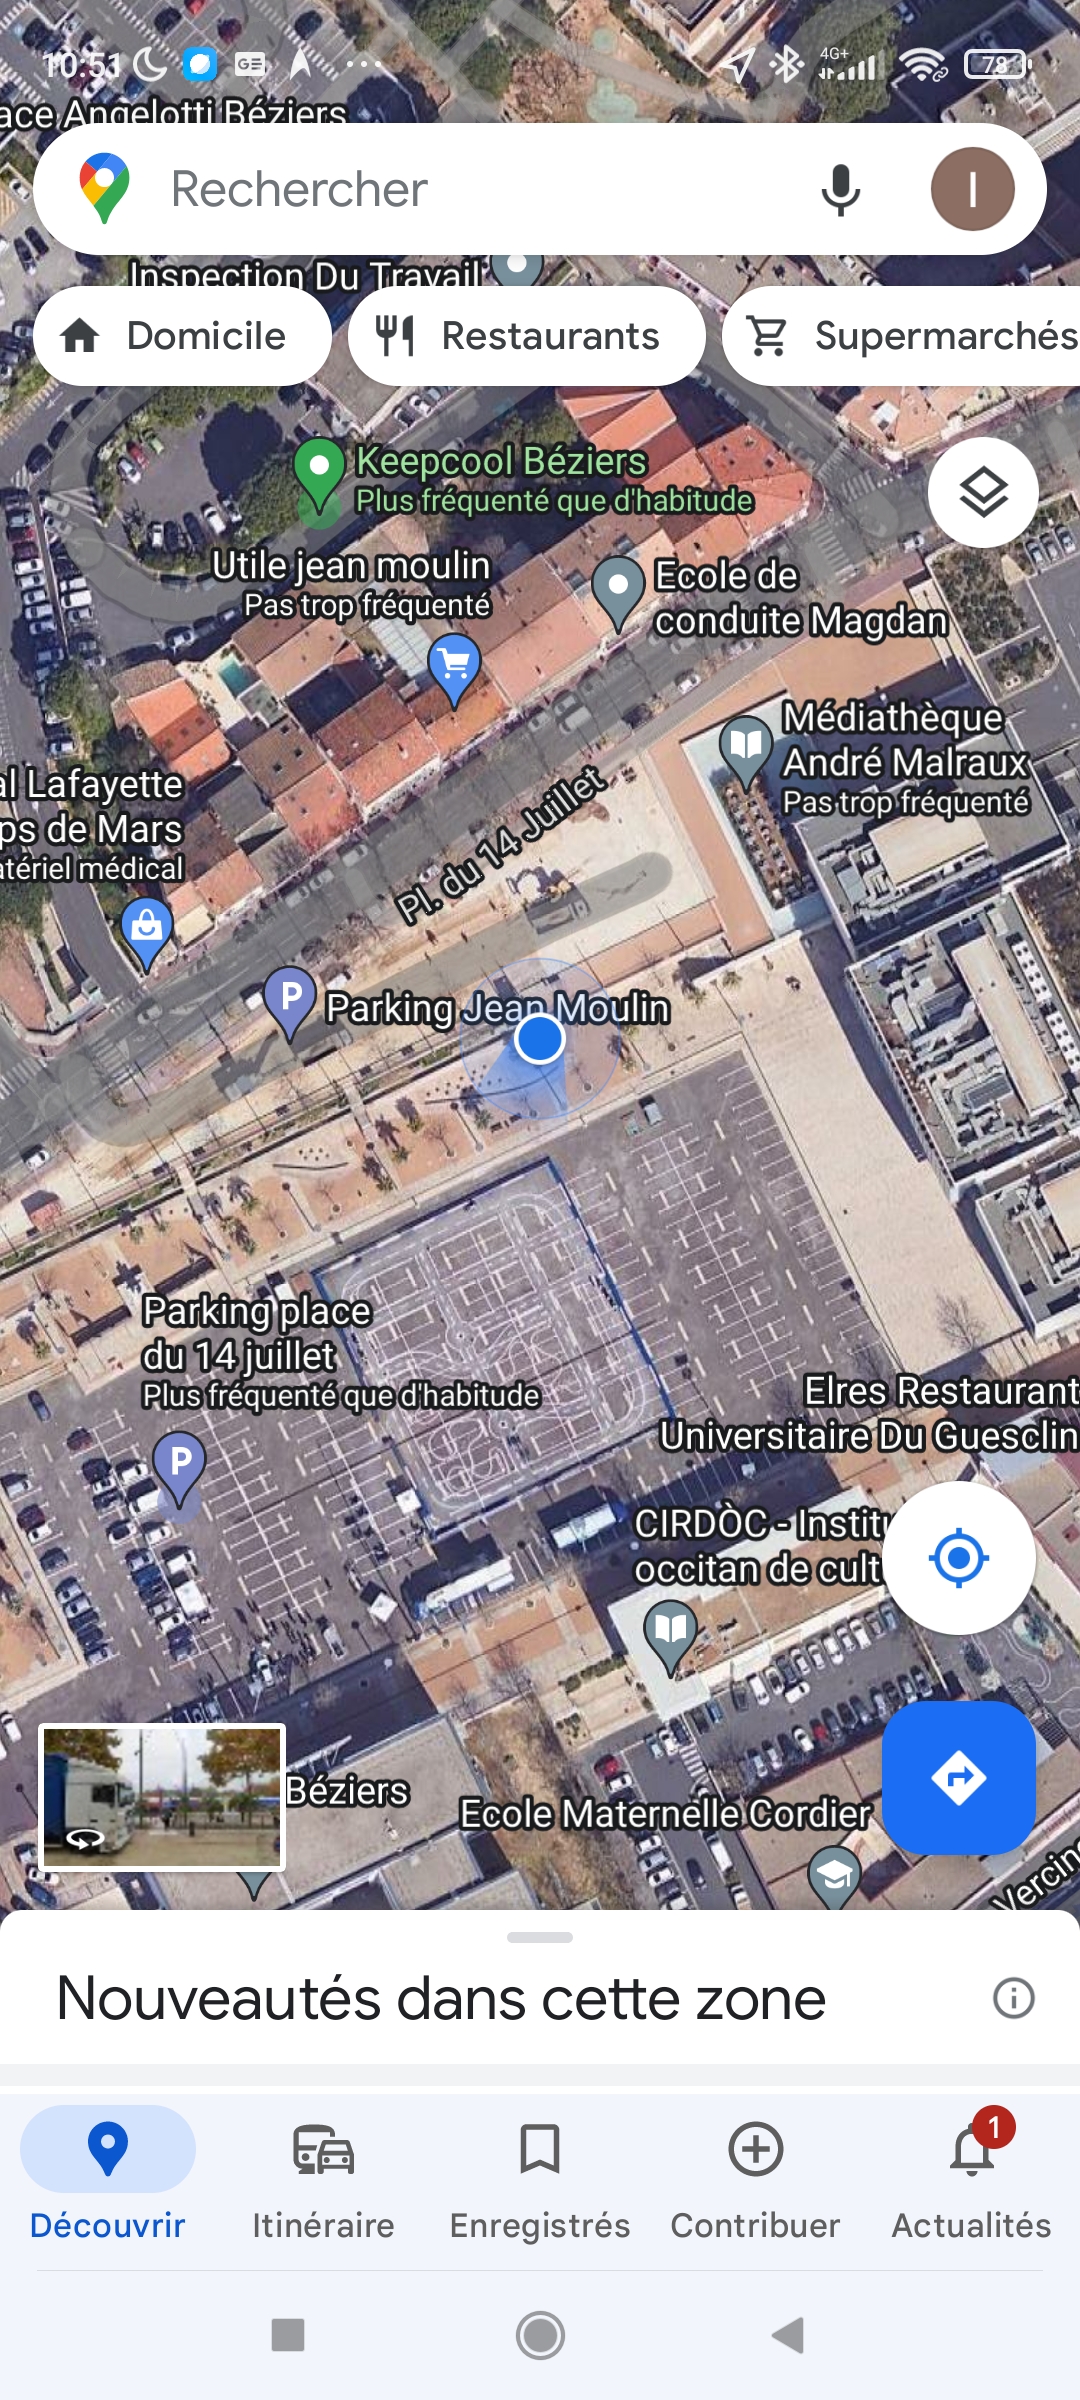 10:51
4G+
78
ace Angelotti Béziers
Rechercher
I
Inspection Du Travail
Domicile
Restaurants
Supermarchés
Keepcool Béziers
Plus fréquenté que d'habitude
Utile jean moulin
Pas trop fréquenté
Ecole de
conduite Magdan
Médiathèque
André Malraux
Pas trop fréquenté
al Lafayette
ps de Mars
atériel médical
Pl. du 14 Juillet
P
Parking Jean Moulin
Parking place
du 14 juillet
Plus fréquenté que d'habitude
P
Elres Restaurant
Universitaire Du Guesclin
CIRDÒC - Institu
occitan de cult
Béziers
Ecole Maternelle Cordier
Vercin
Nouveautés dans cette zone
1
Découvrir
Itinéraire
Enregistrés
Contribuer
Actualités